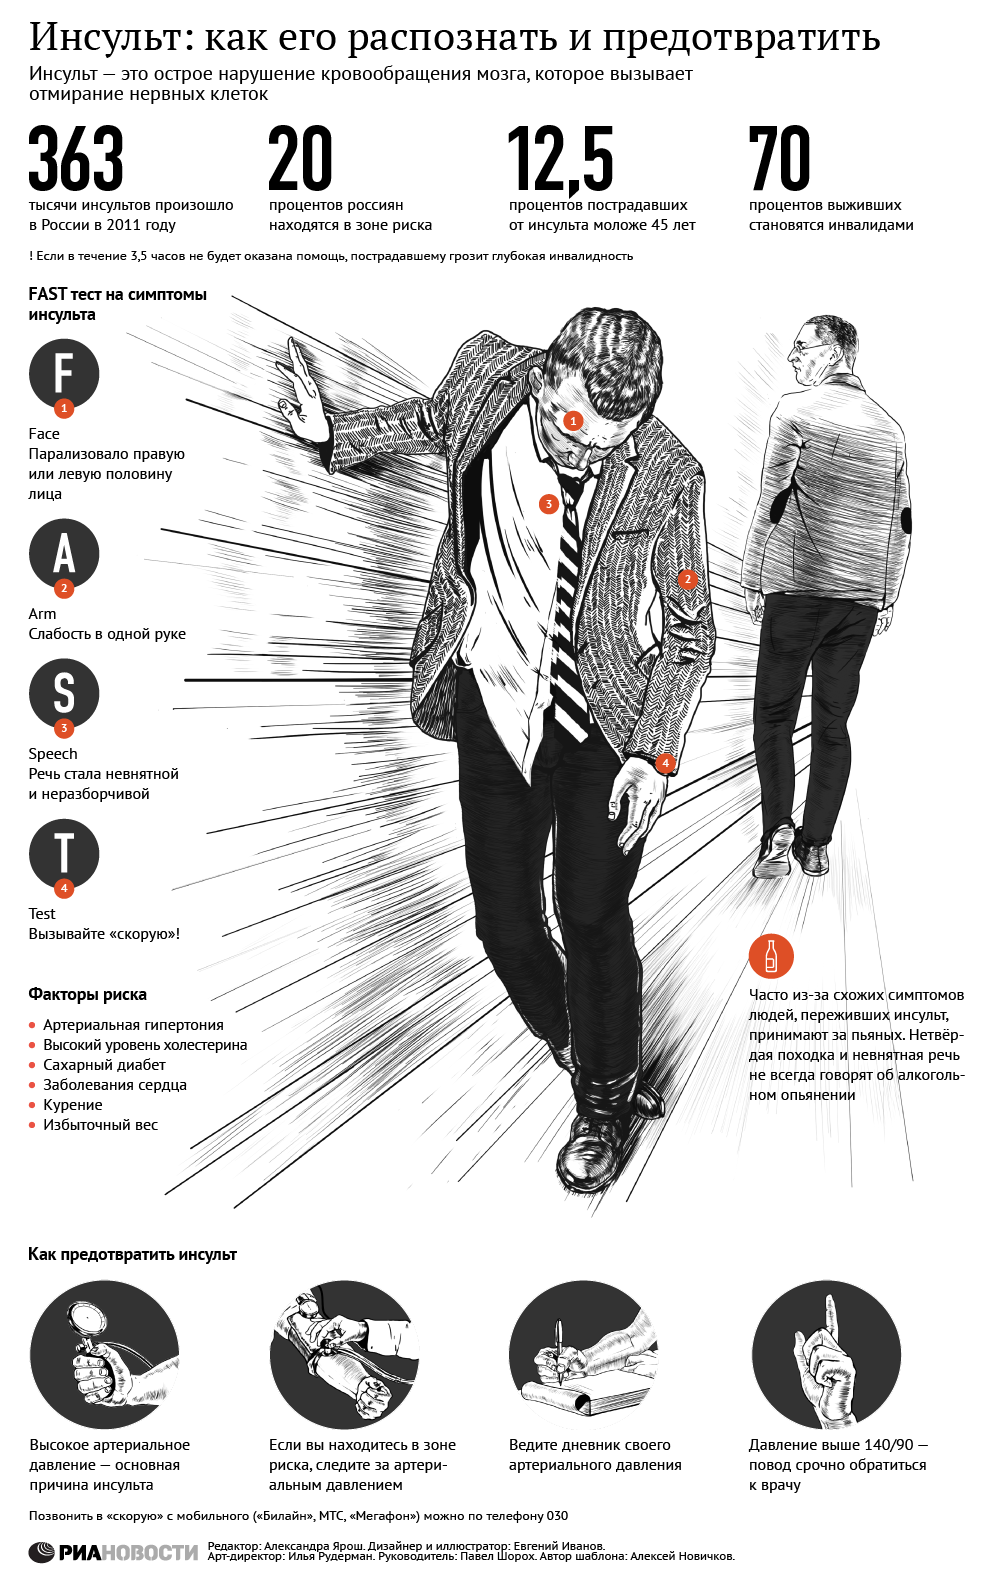 Инсульт: как его распознать и предотвратить
Инсульт — это острое нарушение кровообращения мозга, которое вызывает
отмирание нервных клеток
363
тысячи инсультов произошло
в России в 2011 году
20
процентов россиян
находятся в зоне риска
12,5
процентов пострадавших
от инсульта моложе 45 лет
70
процентов выживших
становятся инвалидами
! Если в течение 3,5 часов не будет оказана помощь, пострадавшему грозит глубокая инвалидность
FAST тест на симптомы
инсульта
F
1
Face
Парализовало правую
или левую половину
лица
A
2
Arm
Слабость в одной руке
S
3
Speech
Речь стала невнятной
и неразборчивой
T
4
Test
Вызывайте «скорую»!
1
3
2
4
Факторы риска
Артериальная гипертония
Высокий уровень холестерина
Сахарный диабет
Заболевания сердца
Курение
Избыточный вес
Часто из-за схожих симптомов
людей, переживших инсульт,
принимают за пьяных. Нетвёр-
дая походка и невнятная речь
не всегда говорят об алкоголь-
ном опьянении
Как предотвратить инсульт
Высокое артериальное
давление — основная
причина инсульта
Если вы находитесь в зоне
риска, следите за артери-
альным давлением
Ведите дневник своего
артериального давления
Давление выше 140/90 —
повод срочно обратиться
к врачу
Позвонить в «скорую» с мобильного («Билайн», МТС, «Мегафон») можно по телефону 030
РИАНОВОСТИ
Редактор: Александра Ярош. Дизайнер и иллюстратор: Евгений Иванов.
Арт-директор: Илья Рудерман. Руководитель: Павел Шорох. Автор шаблона: Алексей Новичков.